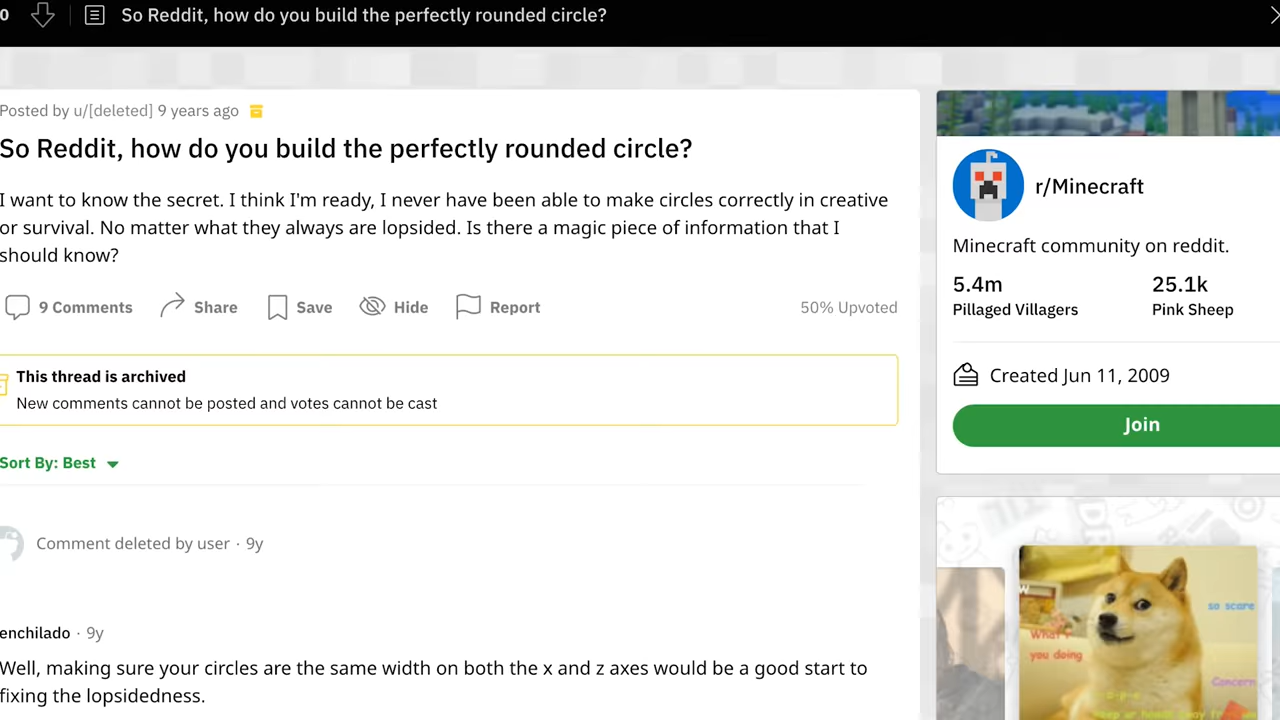 0
So Reddit, how do you build the perfectly rounded circle?
Posted by u/[deleted] 9 years ago
So Reddit, how do you build the perfectly rounded circle?
I want to know the secret. I think I'm ready, I never have been able to make circles correctly in creative
or survival. No matter what they always are lopsided. Is there a magic piece of information that I
should know?
9 Comments Share Save Hide Report 50% Upvoted
This thread is archived
New comments cannot be posted and votes cannot be cast
Sort By: Best
Comment deleted by user · 9y
enchilado · 9y
Well, making sure your circles are the same width on both the x and z axes would be a good start to
fixing the lopsidedness.
r/Minecraft
Minecraft community on reddit.
5.4m 25.1k
Pillaged Villagers Pink Sheep
Created Jun 11, 2009
Join
so scare
What r
you doing
Concern